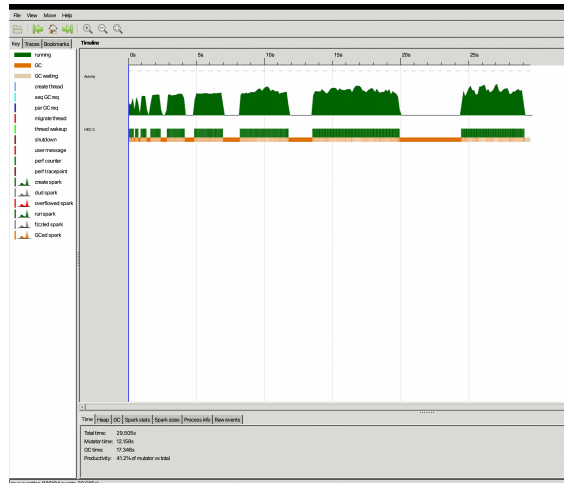 File View Move Help
Key Traces Bookmarks
Timeline
running
GC
GC waiting
create thread
seq GC req
par GC req
migrate thread
thread wakeup
shutdown
user message
perf counter
perf tracepoint
create spark
dud spark
overflowed spark
run spark
fizzled spark
GCed spark
0s 5s 10s 15s 20s 25s
Activity
HEC 0
Time Heap GC Spark stats Spark sizes Process info Raw events
Total time: 29.505s
Mutator time: 12.159s
GC time: 17.346s
Productivity: 41.2% of mutator vs total